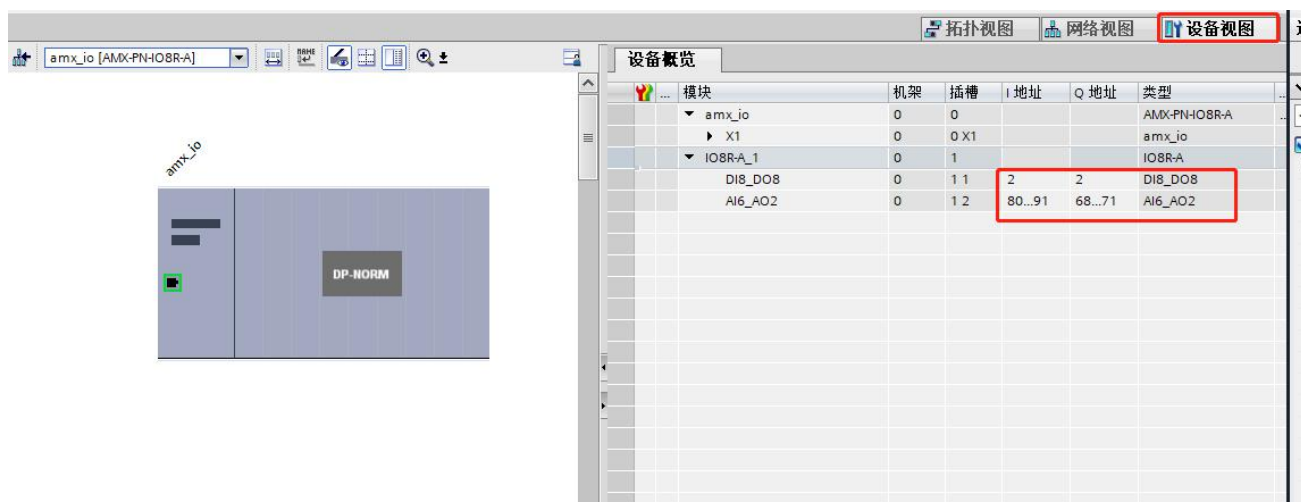 拓扑视图 网络视图 设备视图
amx_io [AMX-PN-IO8R-A]
设备概览
... 模块 机架 插槽 I 地址 Q 地址 类型 ...
amx_io 0 0 AMX-PN-IO8R-A ...
X1 0 0 X1 amx_io
IO8R-A_1 0 1 IO8R-A
DI8_DO8 0 1 1 2 2 DI8_DO8
AI6_AO2 0 1 2 80...91 68...71 AI6_AO2
amx_io
DP-NORM